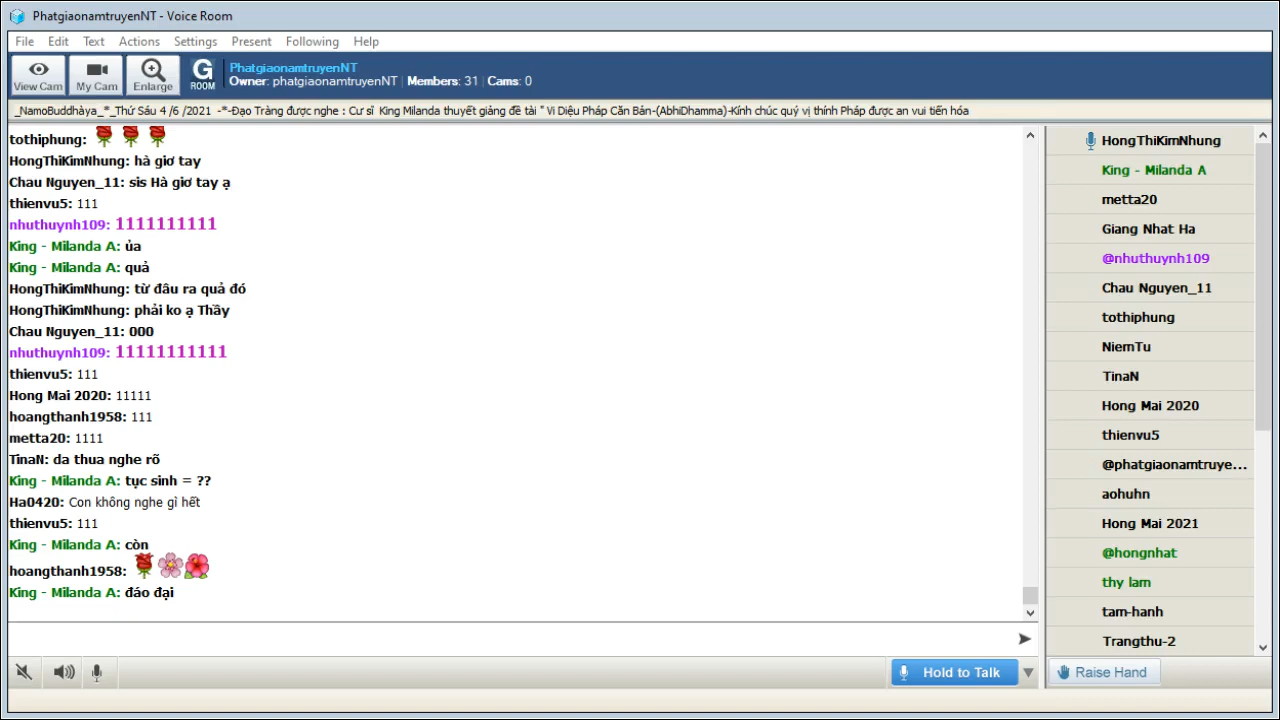 PhatgiaonamtruyenNT - Voice Room
File Edit Text Actions Settings Present Following Help
View Cam
My Cam
Enlarge
G ROOM
PhatgiaonamtruyenNT
Owner: phatgiaonamtruyenNT | Members: 31 | Cams: 0
_NamoBuddhàya_*_Thứ Sáu 4 /6 /2021 -*-Đạo Tràng được nghe : Cư sĩ King Milanda thuyết giảng đề tài " Vi Diệu Pháp Căn Bản-(AbhiDhamma)-Kính chúc quý vị thính Pháp được an vui tiến hóa
tothiphung:
HongThiKimNhung: hà giơ tay
Chau Nguyen_11: sis Hà giơ tay ạ
thienvu5: 111
nhuthuynh109: 1111111111
King - Milanda A: ủa
King - Milanda A: quả
HongThiKimNhung: từ đâu ra quả đó
HongThiKimNhung: phải ko ạ Thầy
Chau Nguyen_11: 000
nhuthuynh109: 11111111111
thienvu5: 111
Hong Mai 2020: 11111
hoangthanh1958: 111
metta20: 1111
TinaN: da thua nghe rõ
King - Milanda A: tục sinh = ??
Ha0420: Con không nghe gì hết
thienvu5: 111
King - Milanda A: còn
hoangthanh1958:
King - Milanda A: đáo đại
HongThiKimNhung
King - Milanda A
metta20
Giang Nhat Ha
@nhuthuynh109
Chau Nguyen_11
tothiphung
NiemTu
TinaN
Hong Mai 2020
thienvu5
@phatgiaonamtruye...
aohuhn
Hong Mai 2021
@hongnhat
thy lam
tam-hanh
Trangthu-2
Hold to Talk
Raise Hand